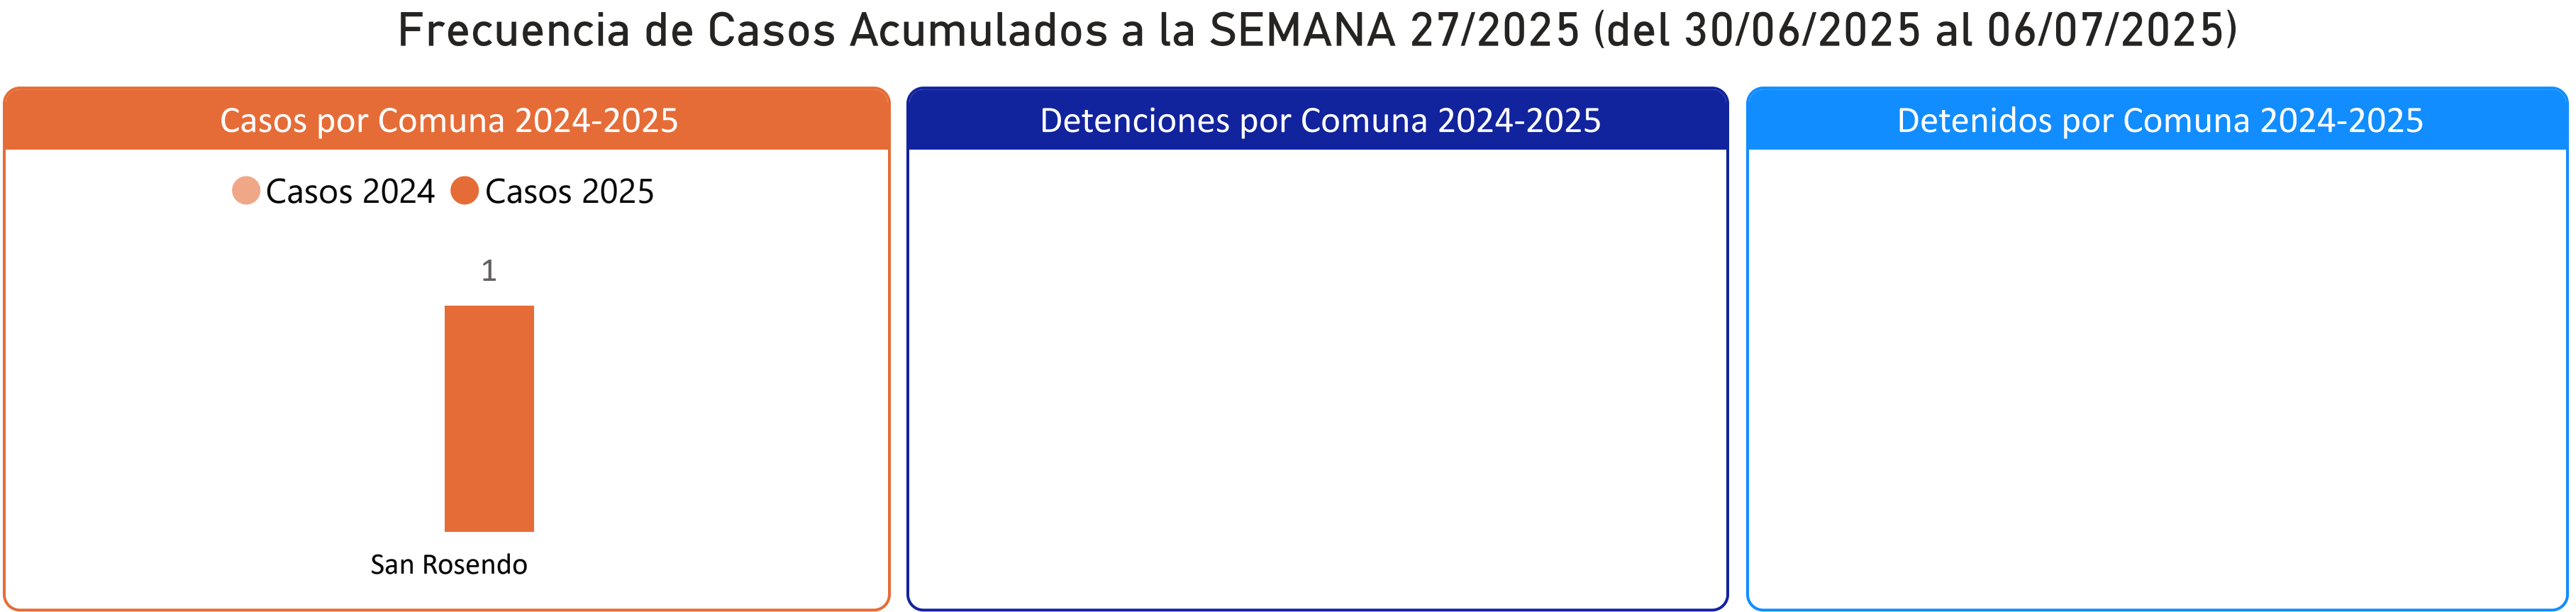 Frecuencia de Casos Acumulados a la SEMANA 27/2025 (del 30/06/2025 al 06/07/2025)
Casos por Comuna 2024-2025
Casos 2024 Casos 2025
1
San Rosendo
Detenciones por Comuna 2024-2025
Detenidos por Comuna 2024-2025